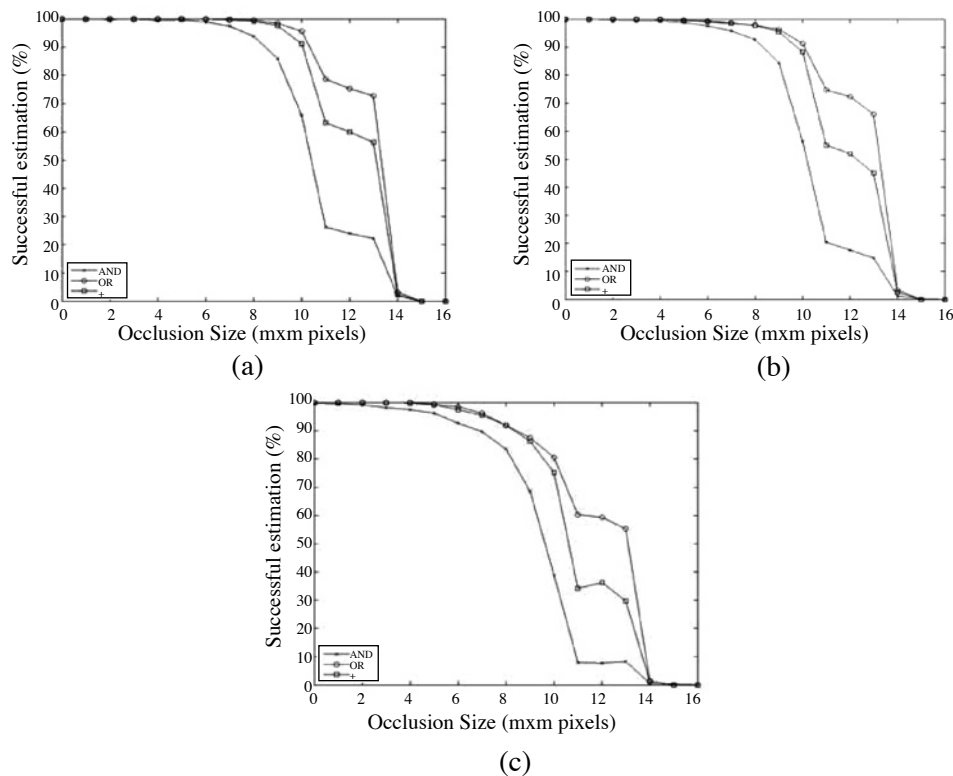 Successful estimation (%)
100
90
80
70
60
50
40
30
20
10
0
AND
OR
+
0 2 4 6 8 10 12 14 16
Occlusion Size (mxm pixels)
(a)
Successful estimation (%)
100
90
80
70
60
50
40
30
20
10
0
AND
OR
+
0 2 4 6 8 10 12 14 16
Occlusion Size (mxm pixels)
(b)
Successful estimation (%)
100
90
80
70
60
50
40
30
20
10
0
AND
OR
+
0 2 4 6 8 10 12 14 16
Occlusion Size (mxm pixels)
(c)